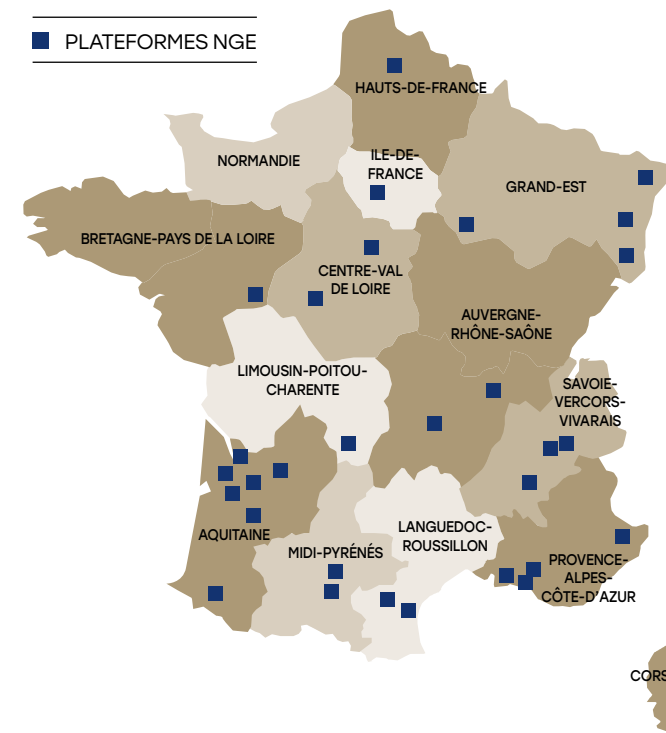 PLATEFORMES NGE
HAUTS-DE-FRANCE
NORMANDIE
ILE-DE-
FRANCE
GRAND-EST
BRETAGNE-PAYS DE LA LOIRE
CENTRE-VAL
DE LOIRE
AUVERGNE-
RHÔNE-SAÔNE
LIMOUSIN-POITOU-
CHARENTE
SAVOIE-
VERCORS-
VIVARAIS
AQUITAINE
LANGUEDOC-
ROUSSILLON
MIDI-PYRÉNÉS
PROVENCE-
ALPES-
CÔTE-D'AZUR
CORS